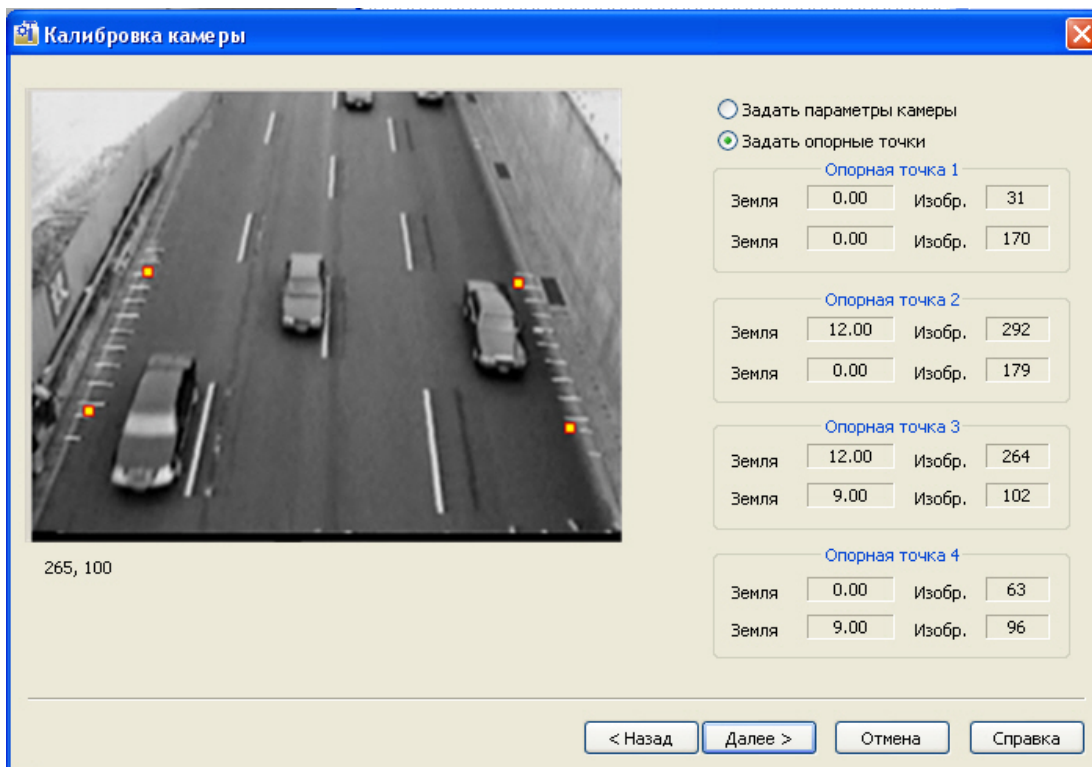 Калибровка камеры
Задать параметры камеры
Задать опорные точки
Опорная точка 1
Земля 0.00 Изобр. 31
Земля 0.00 Изобр. 170
Опорная точка 2
Земля 12.00 Изобр. 292
Земля 0.00 Изобр. 179
Опорная точка 3
Земля 12.00 Изобр. 264
Земля 9.00 Изобр. 102
Опорная точка 4
Земля 0.00 Изобр. 63
Земля 9.00 Изобр. 96
265, 100
< Назад Далее > Отмена Справка